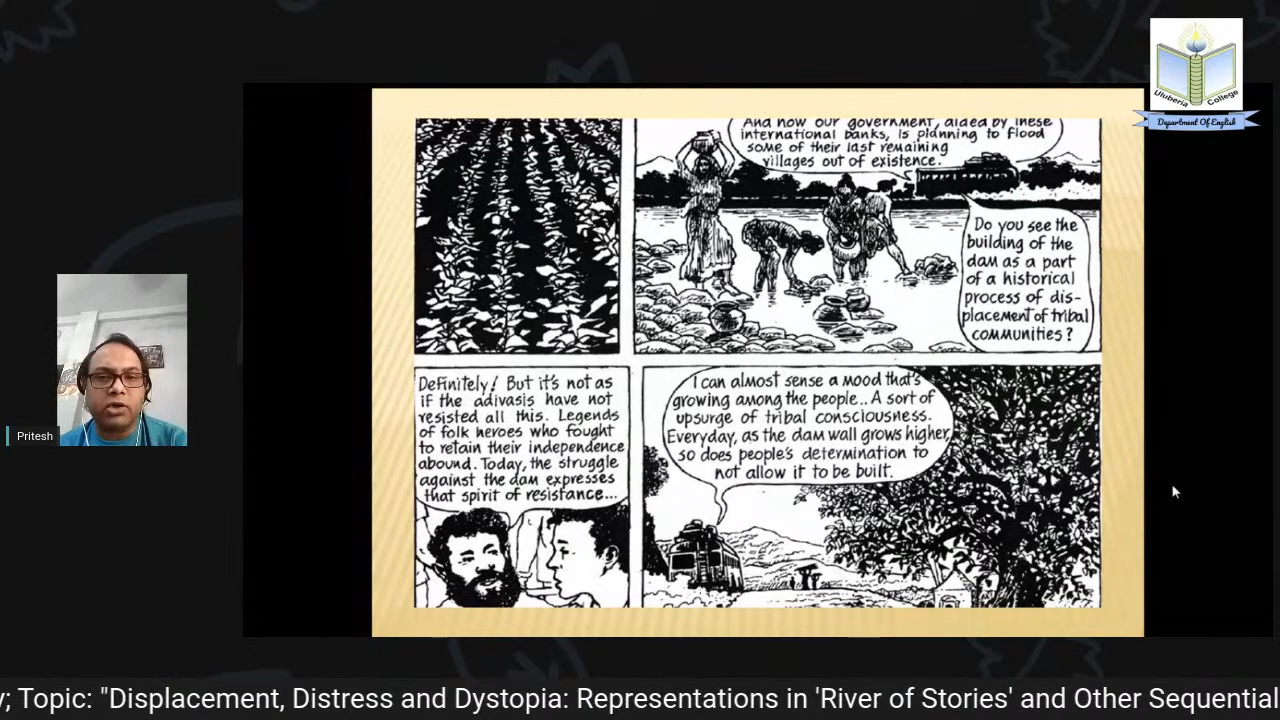 Uluberia College
Department Of English
And now our government, aided by these
international banks, is planning to flood
some of their last remaining
villages out of existence.
Do you see the
building of the
dam as a part
of a historical
process of dis-
placement of tribal
communities?
Definitely! But it's not as
if the adivasis have not
resisted all this. Legends
of folk heroes who fought
to retain their independence
abound. Today, the struggle
against the dam expresses
that spirit of resistance...
I can almost sense a mood that's
growing among the people.. A sort of
upsurge of tribal consciousness.
Everyday, as the dam wall grows higher,
so does people's determination to
not allow it to be built.
Pritesh
y; Topic: "Displacement, Distress and Dystopia: Representations in 'River of Stories' and Other Sequential